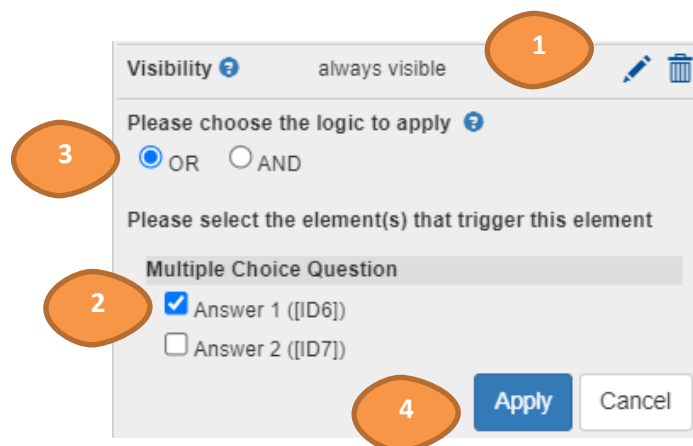 1
Visibility ? always visible
Please choose the logic to apply ?
3
OR AND
Please select the element(s) that trigger this element
Multiple Choice Question
2
Answer 1 ([ID6])
Answer 2 ([ID7])
4
Apply Cancel